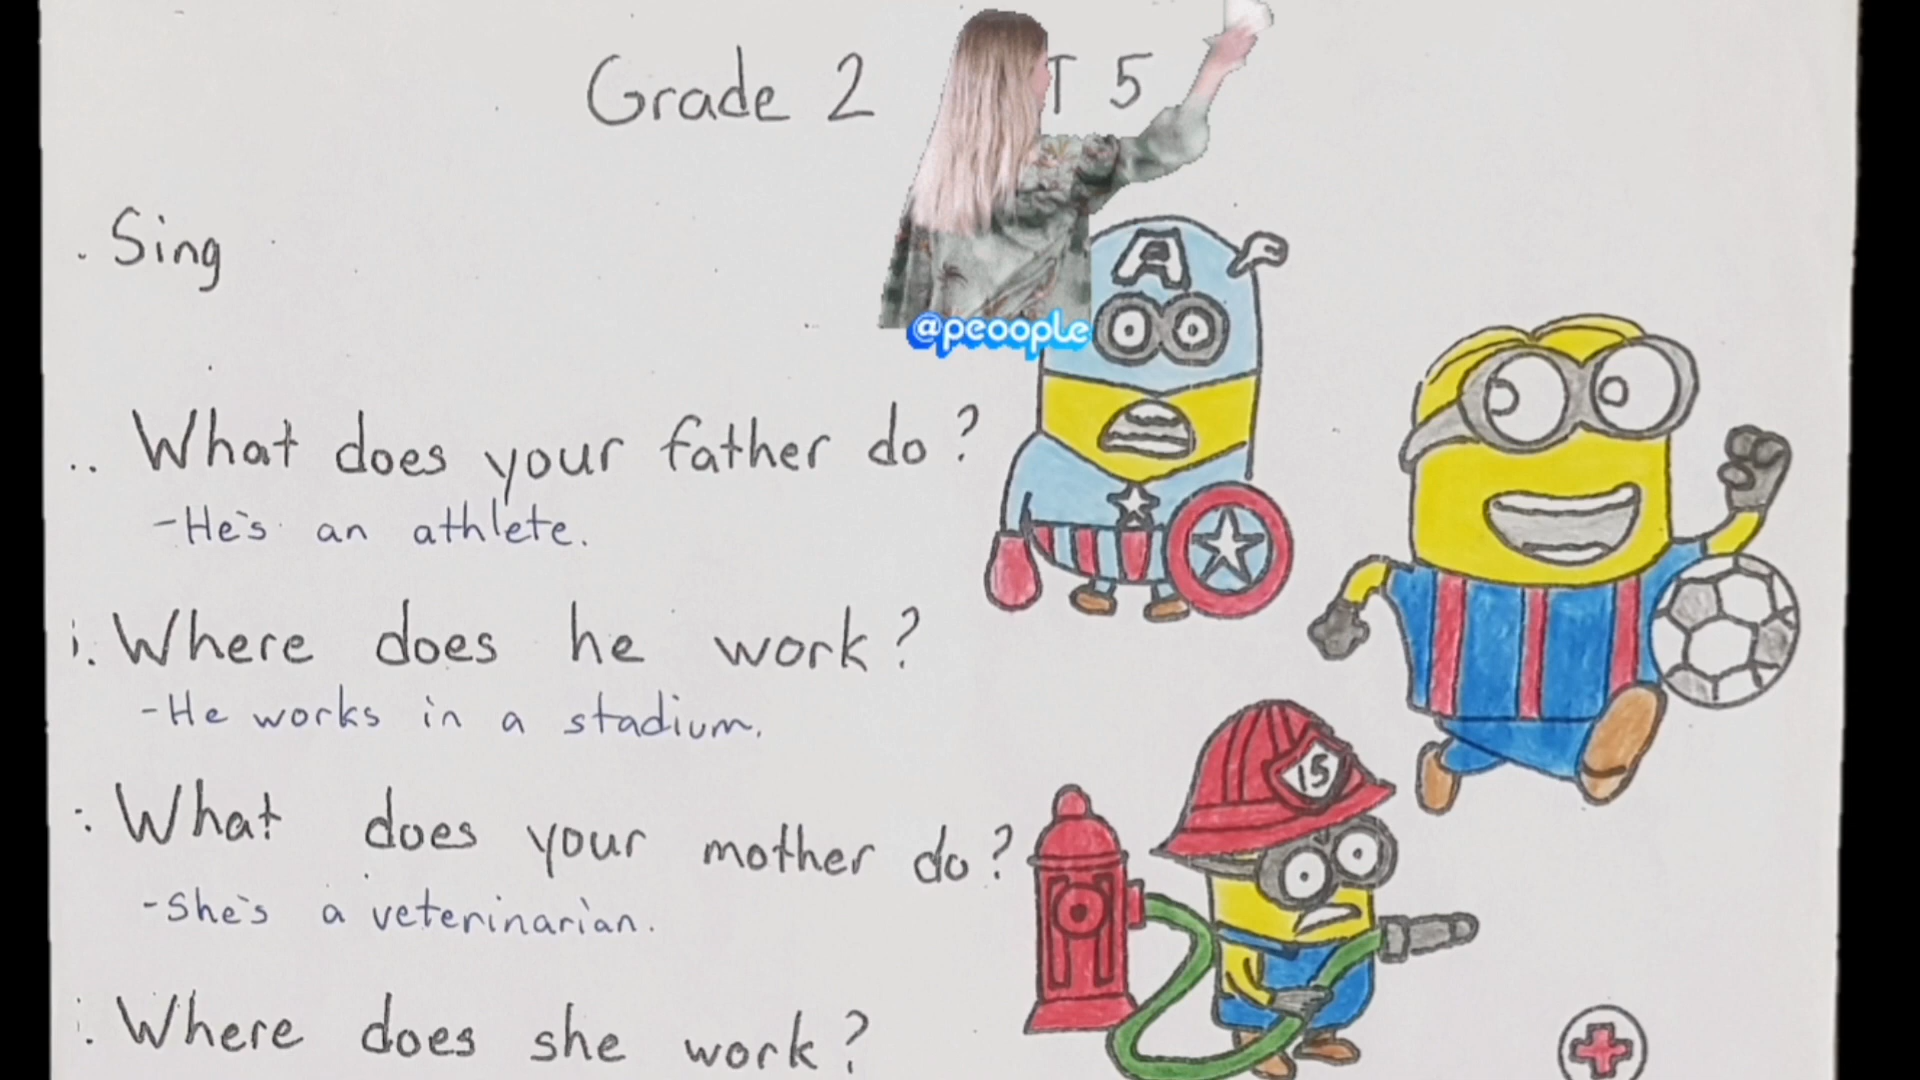 Grade 2 T 5
. Sing
.. What does your father do?
-He's an athlete.
i. Where does he work?
-He works in a stadium.
: What does your mother do?
-She's a veterinarian.
: Where does she work?
@peoople
A
15